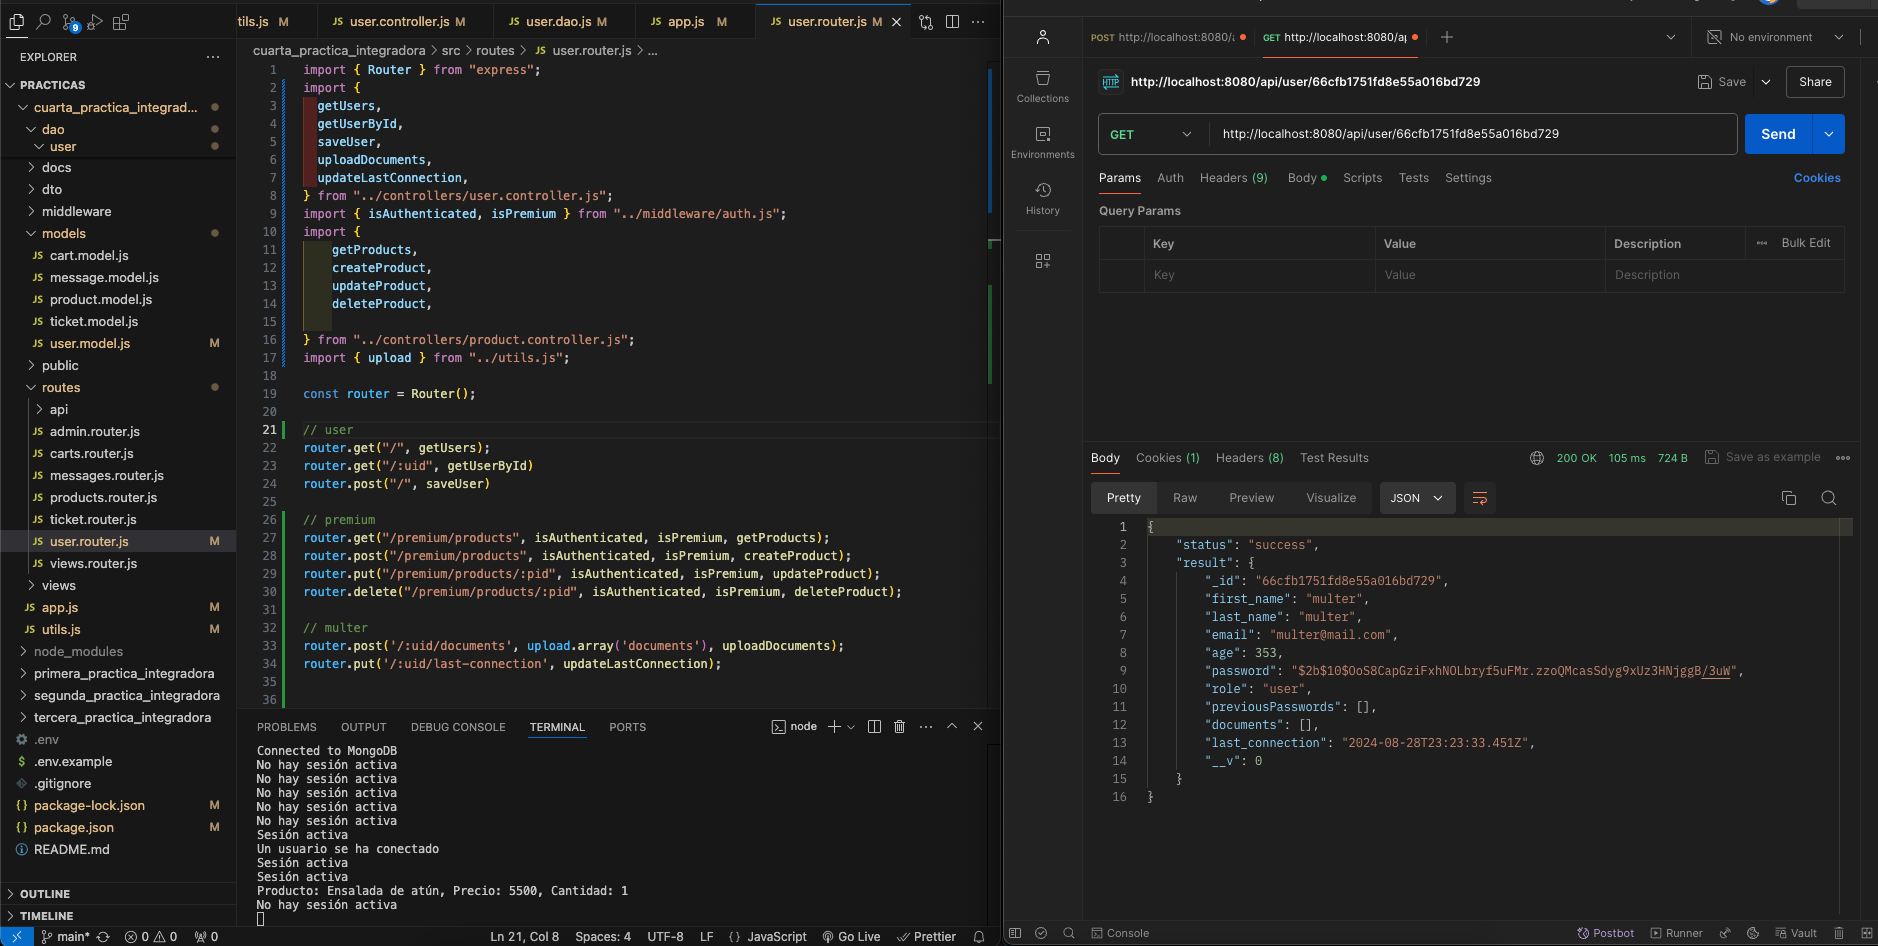 9
tils.js M
JS user.controller.js M
JS user.dao.js M
JS app.js M
JS user.router.js M
EXPLORER
PRACTICAS
cuarta_practica_integrad...
dao
user
docs
dto
middleware
models
JS cart.model.js
JS message.model.js
JS product.model.js
JS ticket.model.js
JS user.model.js M
public
routes
api
JS admin.router.js
JS carts.router.js
JS messages.router.js
JS products.router.js
JS ticket.router.js
JS user.router.js M
JS views.router.js
views
JS app.js M
JS utils.js M
node_modules
primera_practica_integradora
segunda_practica_integradora
tercera_practica_integradora
.env
$ .env.example
.gitignore
{} package-lock.json M
{} package.json M
README.md
OUTLINE
TIMELINE
cuarta_practica_integradora > src > routes > JS user.router.js > ...
1 import { Router } from "express";
2 import {
3 getUsers,
4 getUserById,
5 saveUser,
6 uploadDocuments,
7 updateLastConnection,
8 } from "../controllers/user.controller.js";
9 import { isAuthenticated, isPremium } from "../middleware/auth.js";
10 import {
11 getProducts,
12 createProduct,
13 updateProduct,
14 deleteProduct,
15
16 } from "../controllers/product.controller.js";
17 import { upload } from "../utils.js";
18
19 const router = Router();
20
21 // user
22 router.get("/", getUsers);
23 router.get("/:uid", getUserById)
24 router.post("/", saveUser)
25
26 // premium
27 router.get("/premium/products", isAuthenticated, isPremium, getProducts);
28 router.post("/premium/products", isAuthenticated, isPremium, createProduct);
29 router.put("/premium/products/:pid", isAuthenticated, isPremium, updateProduct);
30 router.delete("/premium/products/:pid", isAuthenticated, isPremium, deleteProduct);
31
32 // multer
33 router.post('/:uid/documents', upload.array('documents'), uploadDocuments);
34 router.put('/:uid/last-connection', updateLastConnection);
35
36
PROBLEMS OUTPUT DEBUG CONSOLE TERMINAL PORTS
node
Connected to MongoDB
No hay sesión activa
No hay sesión activa
No hay sesión activa
No hay sesión activa
No hay sesión activa
Sesión activa
Un usuario se ha conectado
Sesión activa
Sesión activa
Producto: Ensalada de atún, Precio: 5500, Cantidad: 1
No hay sesión activa
main* 0 0 0
Ln 21, Col 8 Spaces: 4 UTF-8 LF {} JavaScript Go Live Prettier
POST http://localhost:8080/
GET http://localhost:8080/a
No environment
Collections
Environments
History
HTTP http://localhost:8080/api/user/66cfb1751fd8e55a016bd729
Save
Share
GET http://localhost:8080/api/user/66cfb1751fd8e55a016bd729
Send
Params Auth Headers (9) Body Scripts Tests Settings
Cookies
Query Params
Key Value Description Bulk Edit
Key Value Description
Body Cookies (1) Headers (8) Test Results
200 OK 105 ms 724 B Save as example
Pretty Raw Preview Visualize JSON
1 {
2 "status": "success",
3 "result": {
4 "_id": "66cfb1751fd8e55a016bd729",
5 "first_name": "multer",
6 "last_name": "multer",
7 "email": "multer@mail.com",
8 "age": 353,
9 "password": "$2b$10$OoS8CapGziFxhNOLbryf5uFMr.zzoQMcasSdyg9xUz3HNjggB/3uW",
10 "role": "user",
11 "previousPasswords": [],
12 "documents": [],
13 "last_connection": "2024-08-28T23:23:33.451Z",
14 "__v": 0
15 }
16 }
Console
Postbot Runner Vault